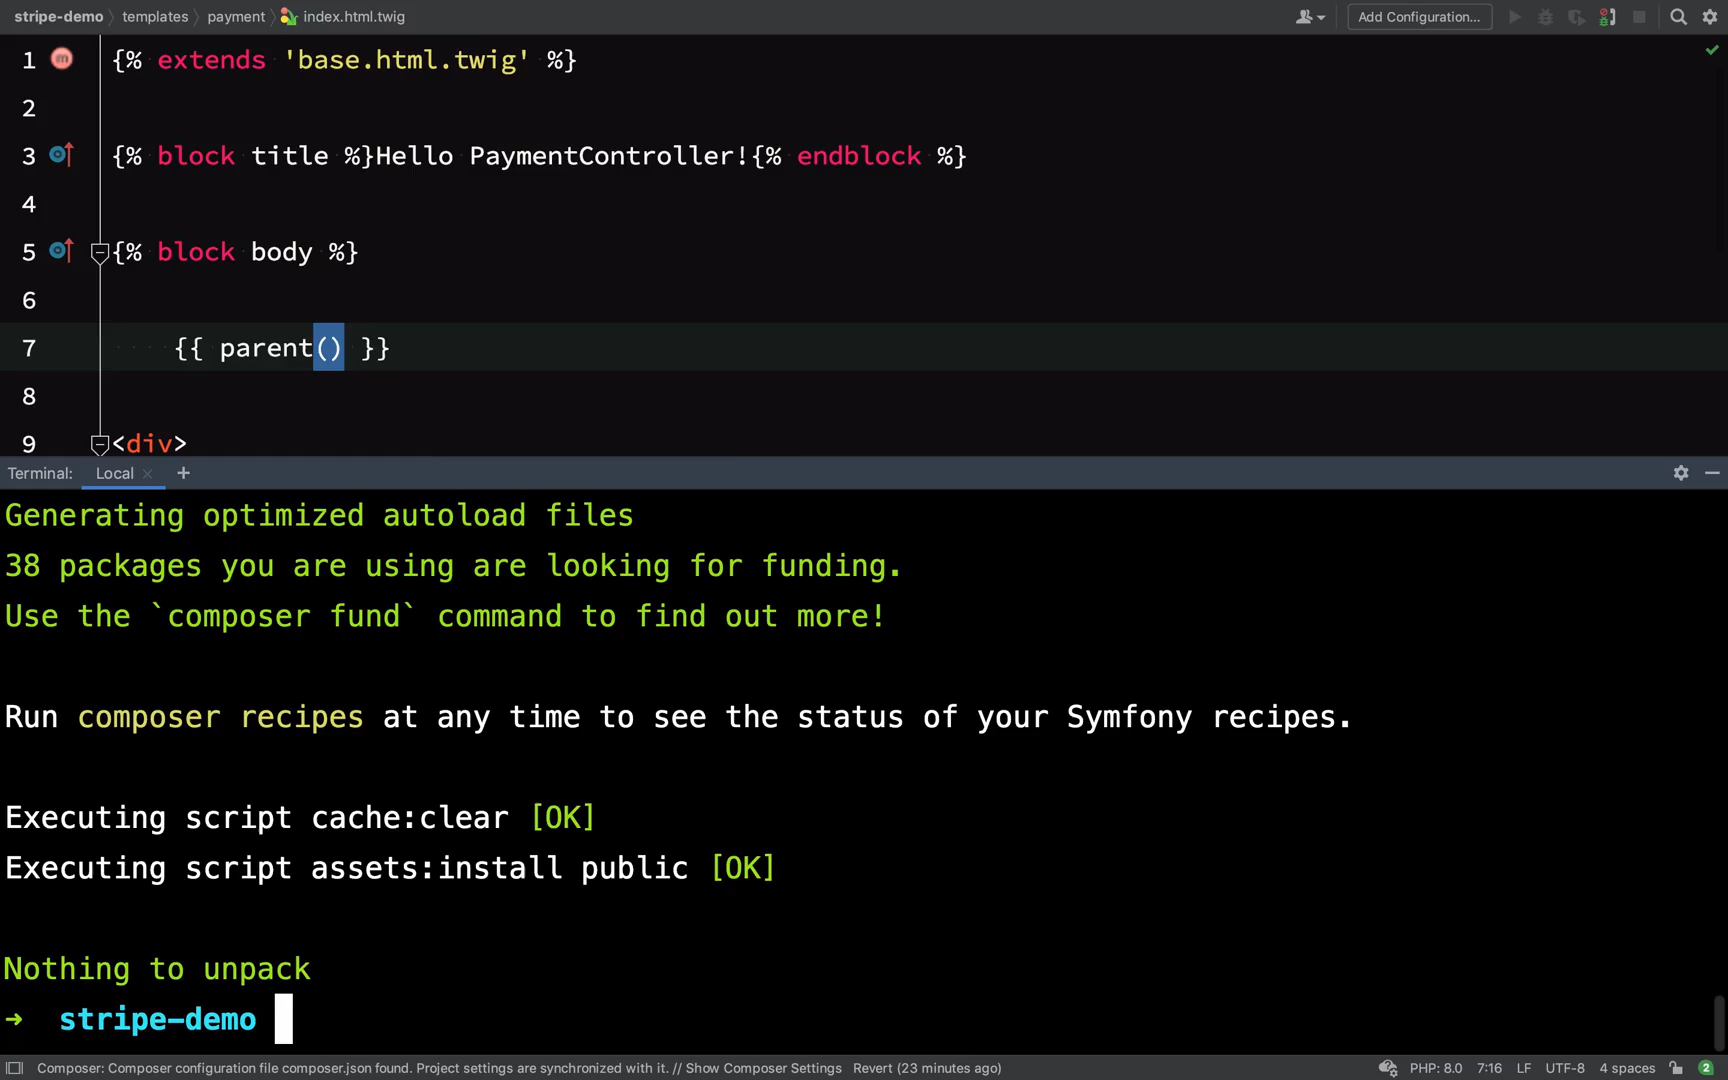 stripe-demo templates payment index.html.twig Add Configuration...
1 {% extends 'base.html.twig' %}
2
3 {% block title %}Hello PaymentController!{% endblock %}
4
5 {% block body %}
6
7 {{ parent() }}
8
9 <div>
Terminal: Local × +
Generating optimized autoload files
38 packages you are using are looking for funding.
Use the `composer fund` command to find out more!
Run composer recipes at any time to see the status of your Symfony recipes.
Executing script cache:clear [OK]
Executing script assets:install public [OK]
Nothing to unpack
➜ stripe-demo
Composer: Composer configuration file composer.json found. Project settings are synchronized with it. // Show Composer Settings Revert (23 minutes ago) PHP: 8.0 7:16 LF UTF-8 4 spaces 2